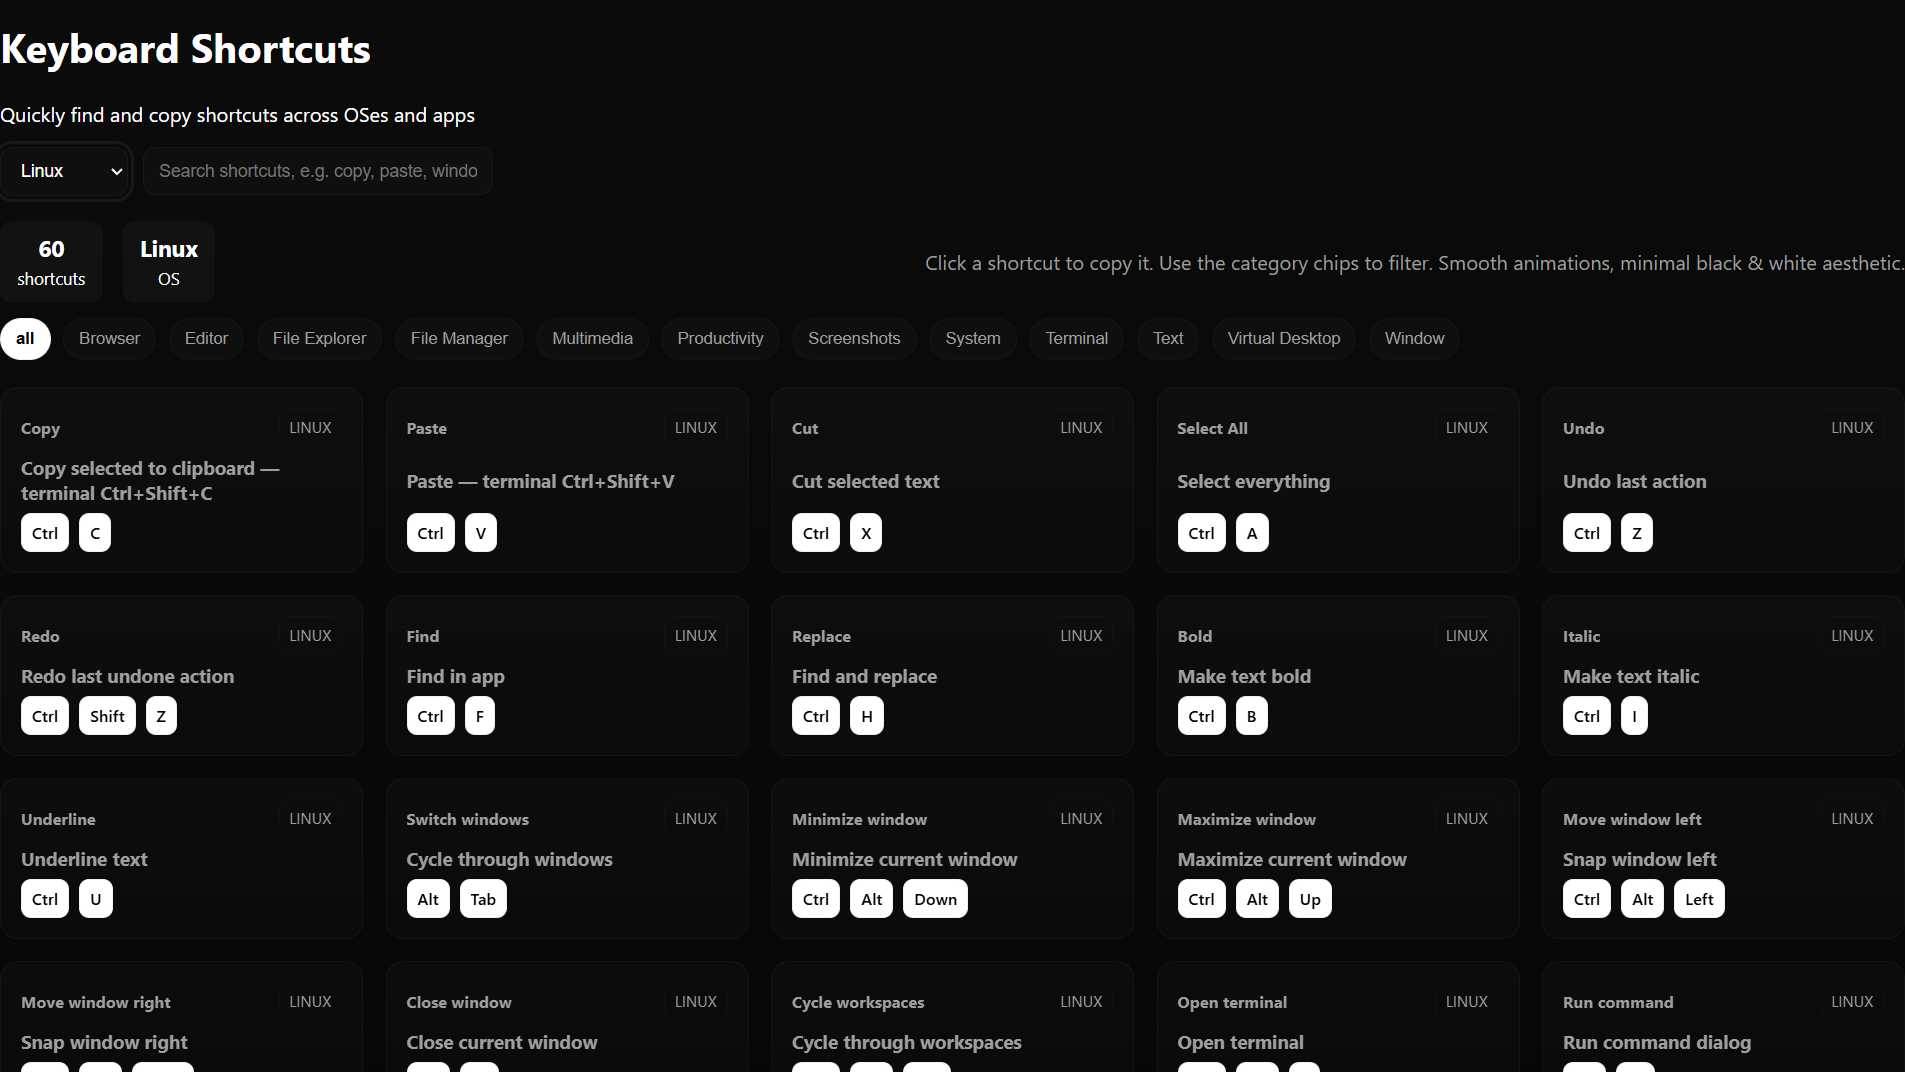 Keyboard Shortcuts
Quickly find and copy shortcuts across OSes and apps
Linux
Search shortcuts, e.g. copy, paste, windo
60
shortcuts
Linux
OS
Click a shortcut to copy it. Use the category chips to filter. Smooth animations, minimal black & white aesthetic.
all Browser Editor File Explorer File Manager Multimedia Productivity Screenshots System Terminal Text Virtual Desktop Window
Copy LINUX
Copy selected to clipboard —
terminal Ctrl+Shift+C
Ctrl C
Paste LINUX
Paste — terminal Ctrl+Shift+V
Ctrl V
Cut LINUX
Cut selected text
Ctrl X
Select All LINUX
Select everything
Ctrl A
Undo LINUX
Undo last action
Ctrl Z
Redo LINUX
Redo last undone action
Ctrl Shift Z
Find LINUX
Find in app
Ctrl F
Replace LINUX
Find and replace
Ctrl H
Bold LINUX
Make text bold
Ctrl B
Italic LINUX
Make text italic
Ctrl I
Underline LINUX
Underline text
Ctrl U
Switch windows LINUX
Cycle through windows
Alt Tab
Minimize window LINUX
Minimize current window
Ctrl Alt Down
Maximize window LINUX
Maximize current window
Ctrl Alt Up
Move window left LINUX
Snap window left
Ctrl Alt Left
Move window right LINUX
Snap window right
Close window LINUX
Close current window
Cycle workspaces LINUX
Cycle through workspaces
Open terminal LINUX
Open terminal
Run command LINUX
Run command dialog